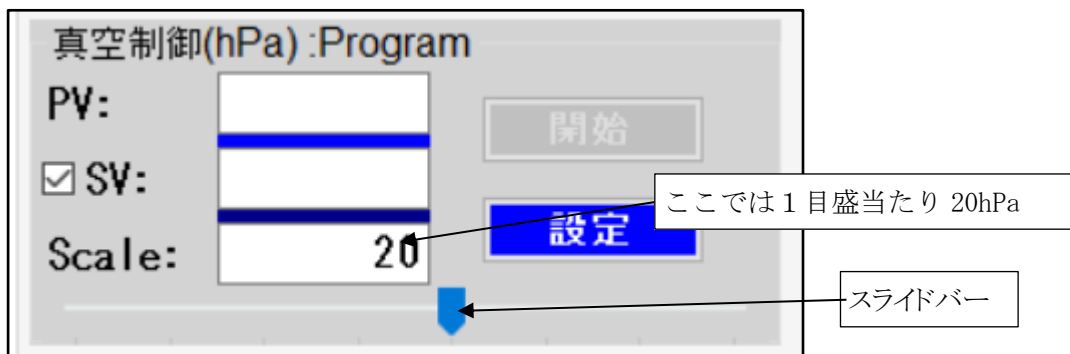 真空制御(hPa) :Program
PV:
開始
SV:
ここでは１目盛当たり 20hPa
設定
Scale:
20
スライドバー